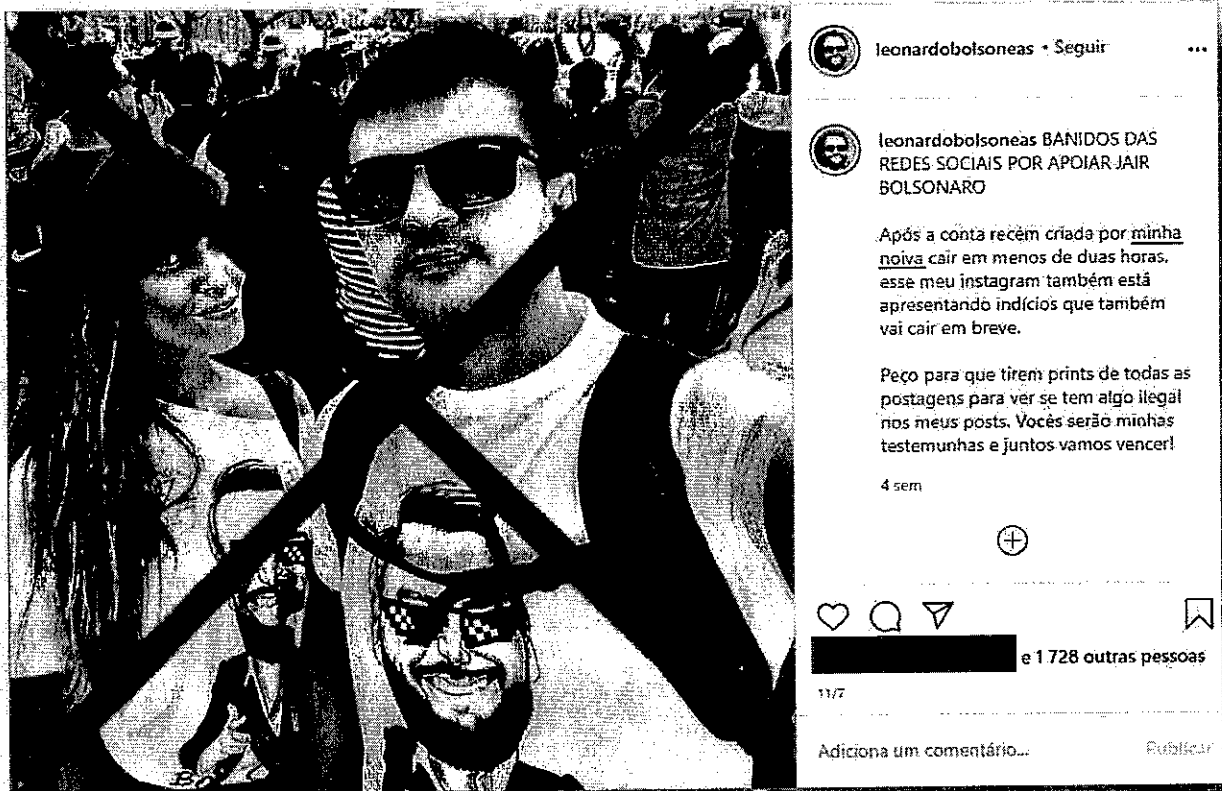 leonardobolsoneas • Seguir
leonardobolsoneas BANIDOS DAS
REDES SOCIAIS POR APOIAR JAIR
BOLSONARO
Após a conta recém criada por minha
noiva cair em menos de duas horas,
esse meu instagram também está
apresentando indícios que também
vai cair em breve.
Peço para que tirem prints de todas as
postagens para ver se tem algo ilegal
nos meus posts. Vocês serão minhas
testemunhas e juntos vamos vencer!
4 sem
e 1.728 outras pessoas
11/7
Adiciona um comentário...
Publicar